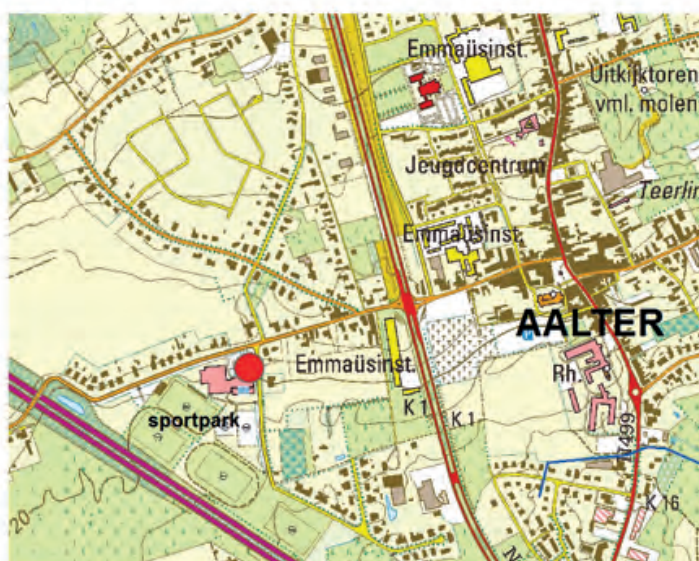 Emmaüsinst.
Uitkijktoren
vml. molen
Jeugdcentrum
Teerlin
Emmaüsinst.
AALTER
Emmaüsinst.
Rh.
K 1
K 1
sportpark
N499
K 16
20
N